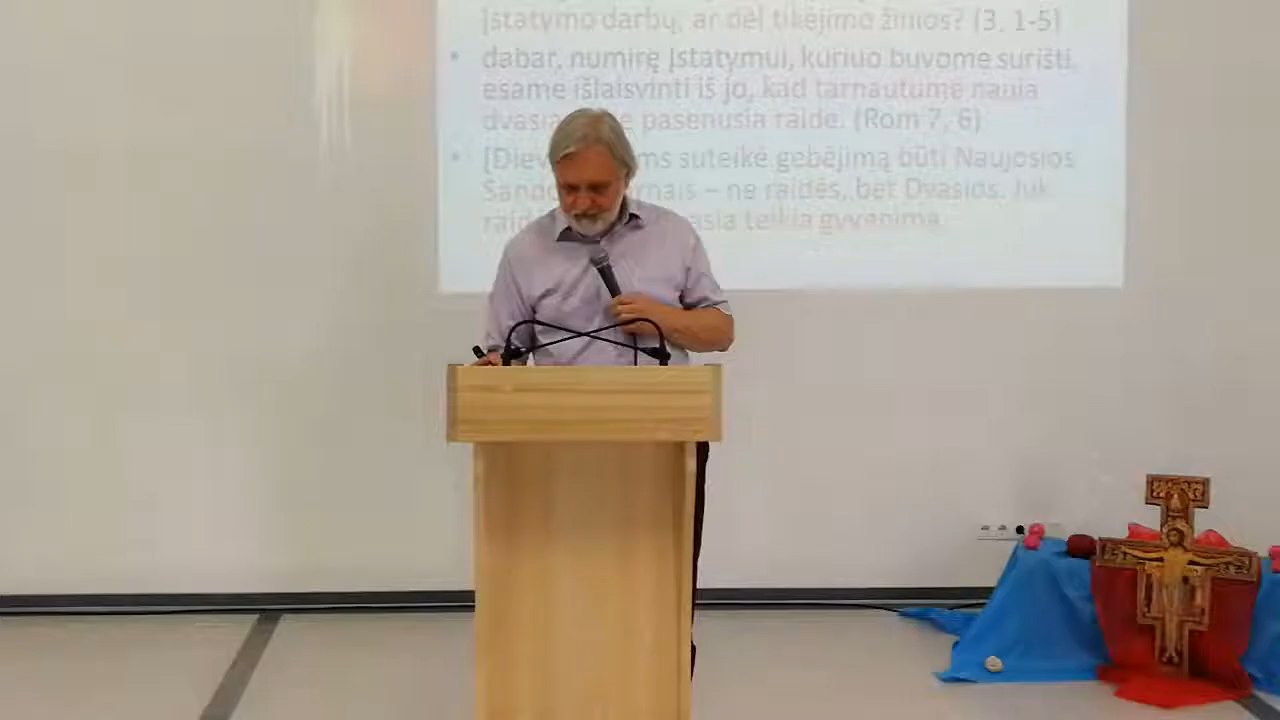 Įstatymo darbų, ar dėl tikėjimo žinios? (3, 1-5)
• dabar, numirę Įstatymui, kuriuo buvome surišti,
esame išlaisvinti iš jo, kad tarnautume nauja
pasenusia raide. (Rom 7, 6)
• suteikė gebėjimą būti Naujosios
– ne raidės, bet Dvasios. Juk
teikia gyvenimą.